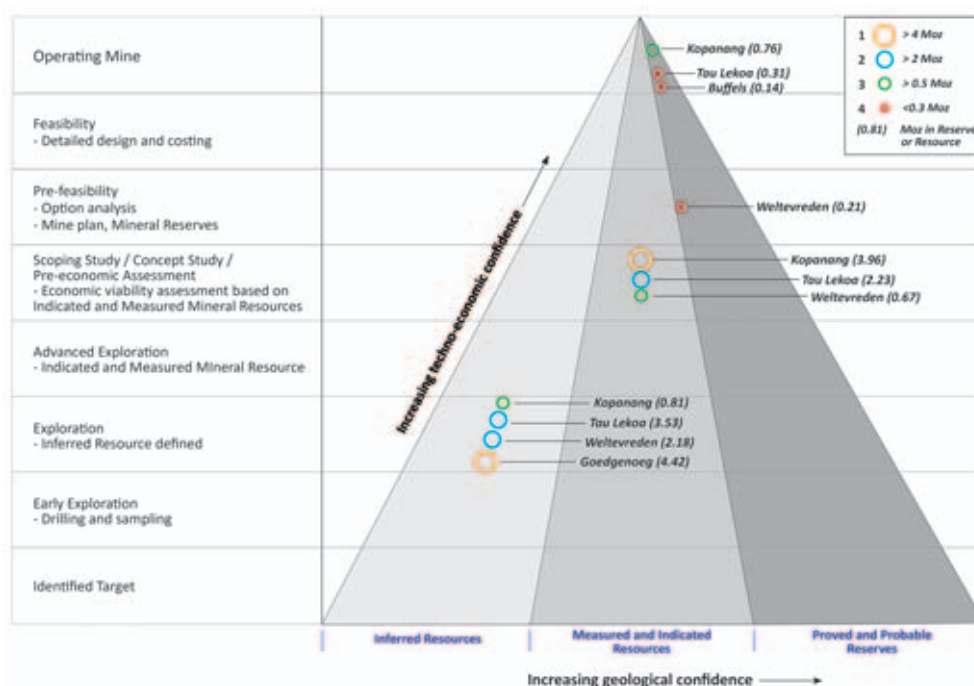 Operating Mine
Feasibility
- Detailed design and costing
Pre-feasibility
- Option analysis
- Mine plan, Mineral Reserves
Scoping Study / Concept Study /
Pre-economic Assessment
- Economic viability assessment based on
Indicated and Measured Mineral Resources
Advanced Exploration
- Indicated and Measured MIneral Resource
Exploration
- Inferred Resource defined
Early Exploration
- Drilling and sampling
Identified Target
Increasing techno-economic confidence
Kopanang (0.76)
Tau Lekoa (0.31)
Buffels (0.14)
Weltevreden (0.21)
Kopanang (3.96)
Tau Lekoa (2.23)
Weltevreden (0.67)
Kopanang (0.81)
Tau Lekoa (3.53)
Weltevreden (2.18)
Goedgenoeg (4.42)
1 > 4 Moz
2 > 2 Moz
3 > 0.5 Moz
4 <0.3 Moz
(0.81) Moz in Reserve
or Resource
Inferred Resources
Measured and Indicated
Resources
Proved and Probable
Reserves
Increasing geological confidence